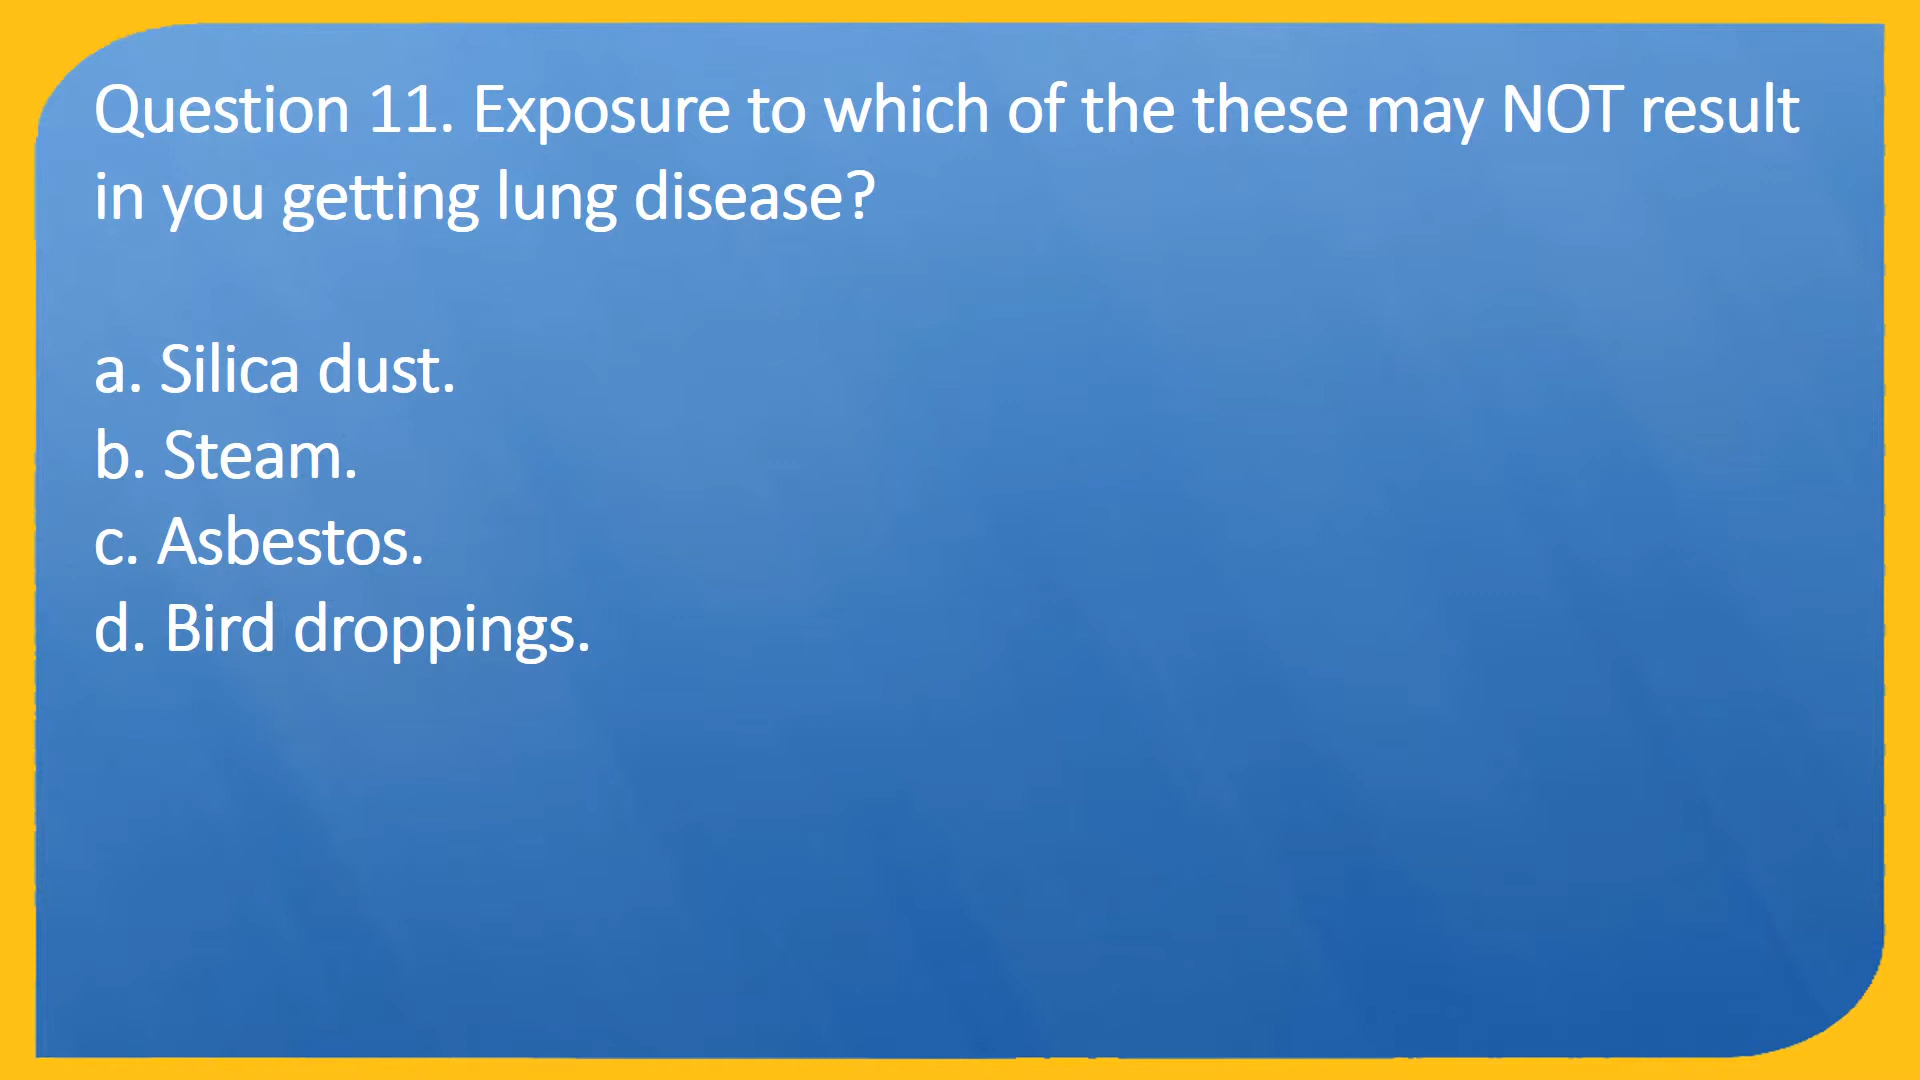 Question 11. Exposure to which of the these may NOT result
in you getting lung disease?
a. Silica dust.
b. Steam.
c. Asbestos.
d. Bird droppings.